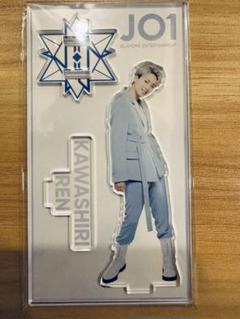 JO1
©LAPONE ENTERTAINMENT
KAWASHIRI
REN